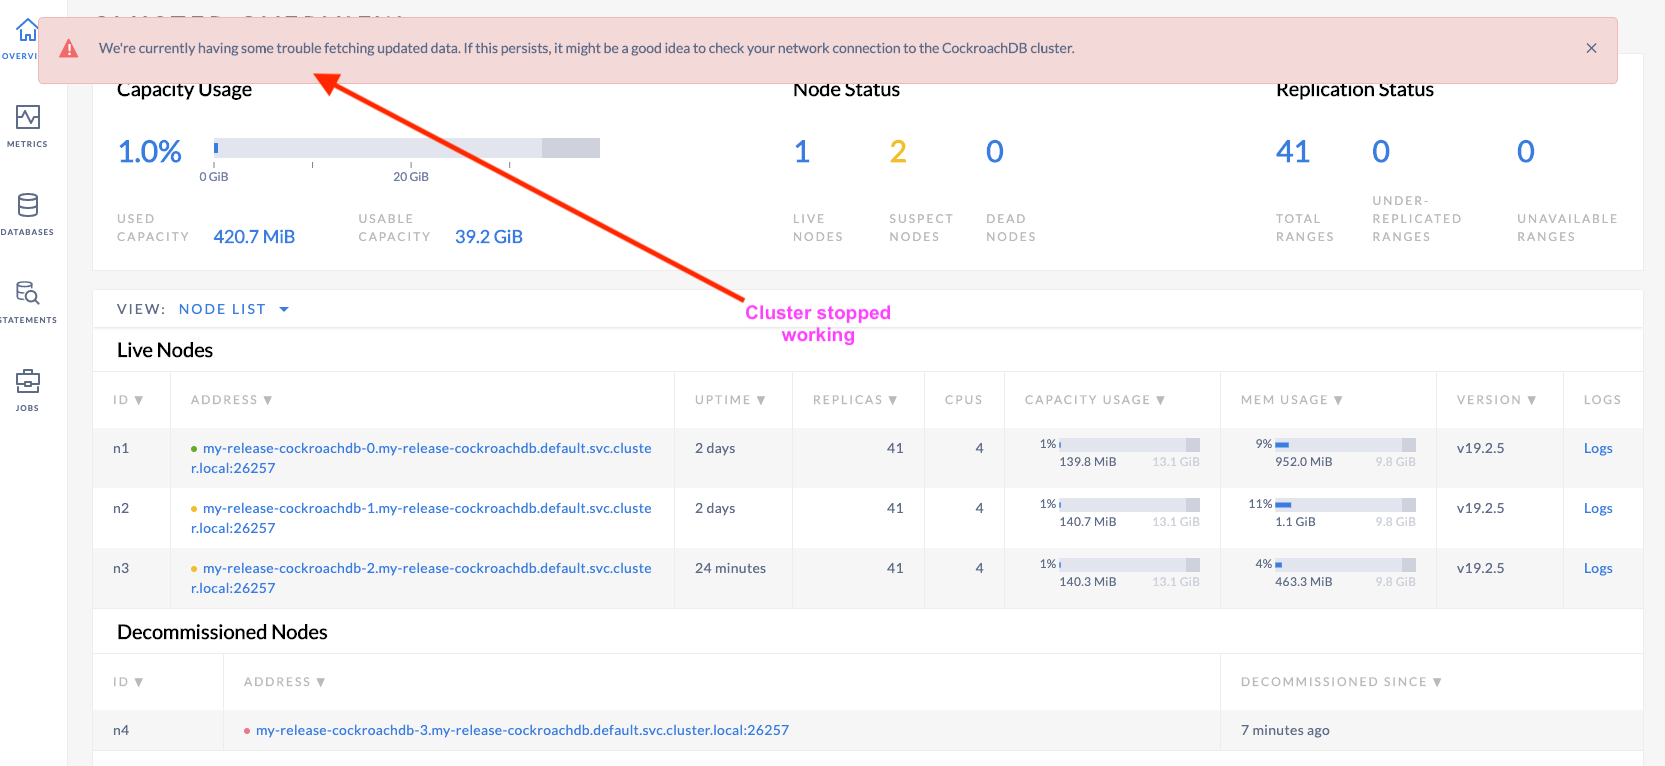 CLUSTER OVERVIEW
We're currently having some trouble fetching updated data. If this persists, it might be a good idea to check your network connection to the CockroachDB cluster.
OVERVI
METRICS
DATABASES
STATEMENTS
JOBS
Capacity Usage
Node Status
Replication Status
1.0%
0 GiB
20 GiB
1
2
0
41
0
0
USED
CAPACITY
420.7 MiB
USABLE
CAPACITY
39.2 GiB
LIVE
NODES
SUSPECT
NODES
DEAD
NODES
TOTAL
RANGES
UNDER-
REPLICATED
RANGES
UNAVAILABLE
RANGES
VIEW: NODE LIST
Cluster stopped
working
Live Nodes
ID ▼ ADDRESS ▼ UPTIME ▼ REPLICAS ▼ CPUS CAPACITY USAGE ▼ MEM USAGE ▼ VERSION ▼ LOGS
n1 my-release-cockroachdb-0.my-release-cockroachdb.default.svc.cluste 2 days 41 4 1% 9% v19.2.5 Logs
r.local:26257 139.8 MiB 13.1 GiB 952.0 MiB 9.8 GiB
n2 my-release-cockroachdb-1.my-release-cockroachdb.default.svc.cluste 2 days 41 4 1% 11% v19.2.5 Logs
r.local:26257 140.7 MiB 13.1 GiB 1.1 GiB 9.8 GiB
n3 my-release-cockroachdb-2.my-release-cockroachdb.default.svc.cluste 24 minutes 41 4 1% 4% v19.2.5 Logs
r.local:26257 140.3 MiB 13.1 GiB 463.3 MiB 9.8 GiB
Decommissioned Nodes
ID ▼ ADDRESS ▼ DECOMMISSIONED SINCE ▼
n4 my-release-cockroachdb-3.my-release-cockroachdb.default.svc.cluster.local:26257 7 minutes ago